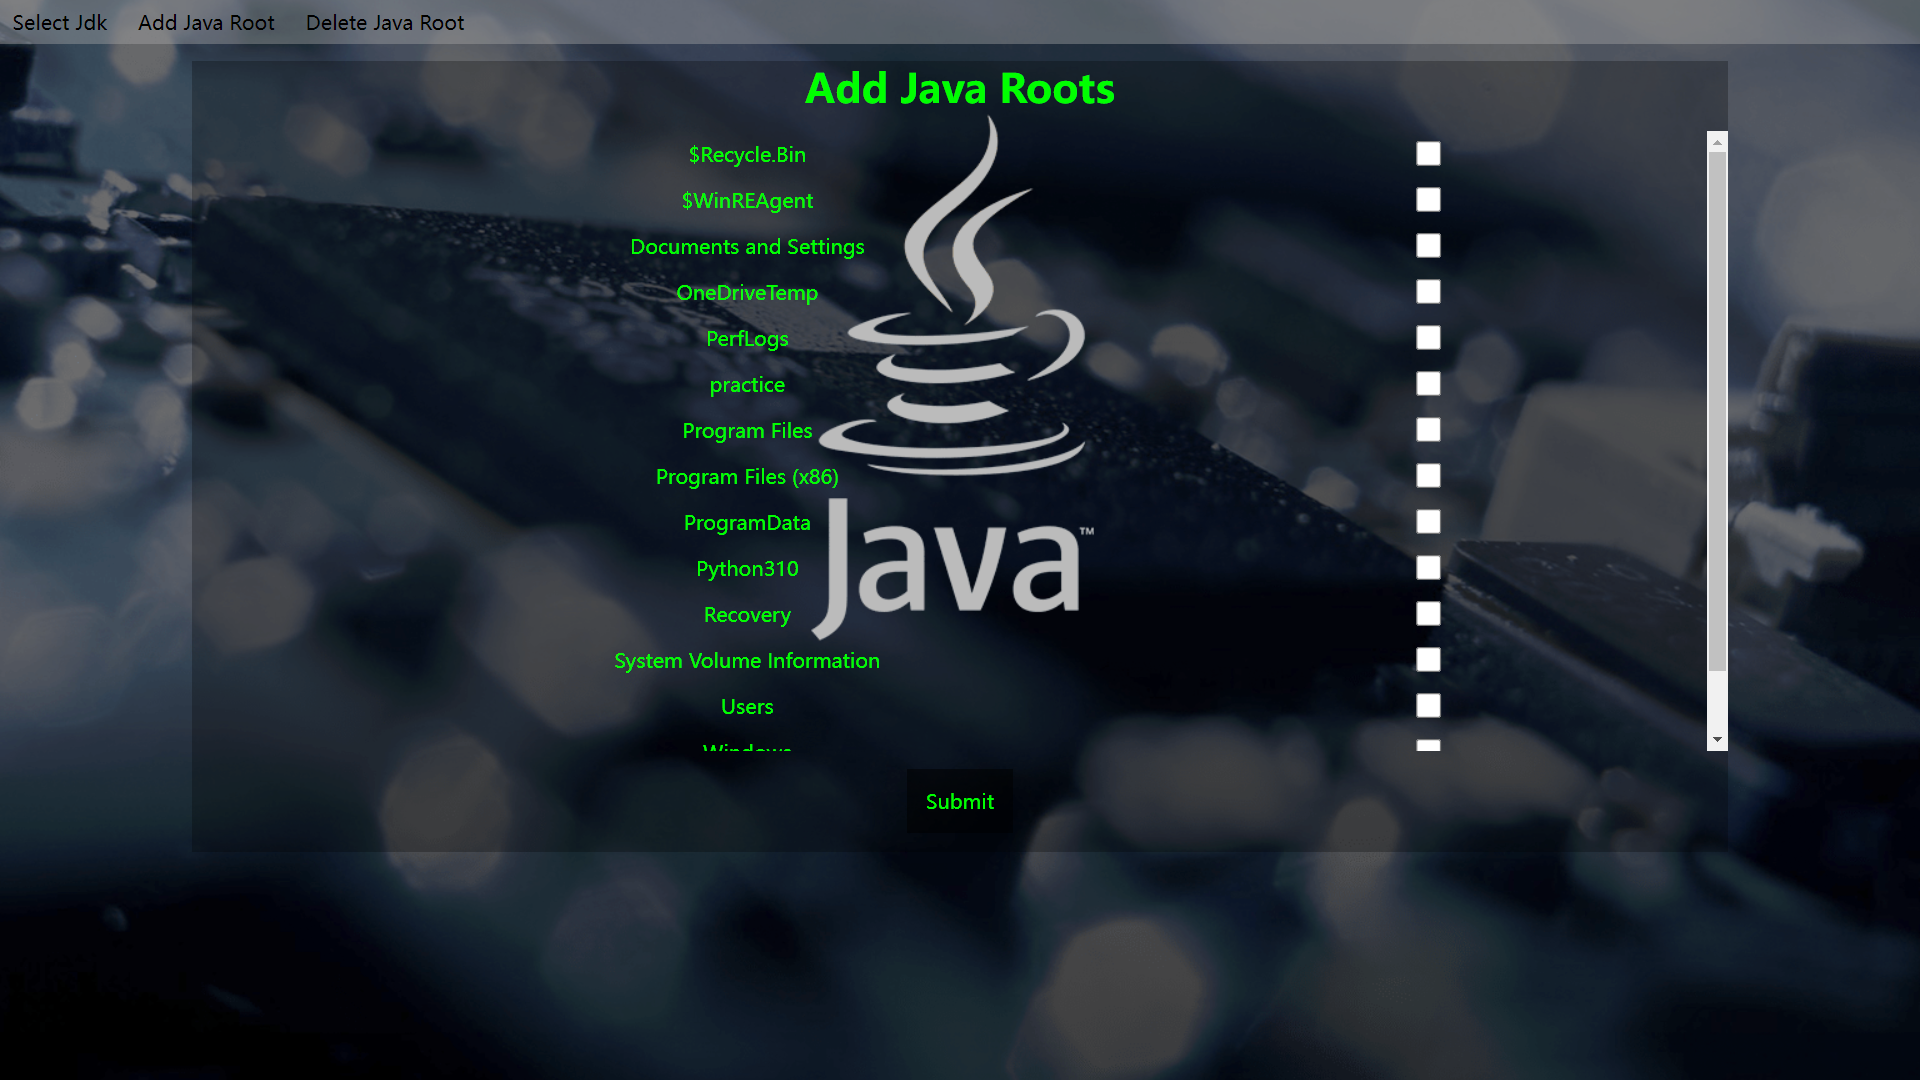 Select Jdk Add Java Root Delete Java Root
Add Java Roots
$Recycle.Bin
$WinREAgent
Documents and Settings
OneDriveTemp
PerfLogs
practice
Program Files
Program Files (x86)
ProgramData
Python310
Recovery
System Volume Information
Users
Windows
Java™
Submit